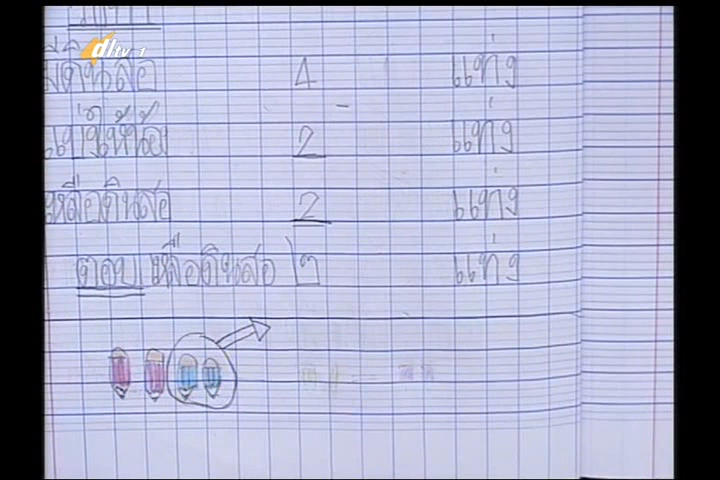 dltv 1
มีดินสอ 4 แท่ง
แบ่งให้น้อง 2 แท่ง
เหลือดินสอ 2 แท่ง
ตอบ เหลือดินสอ ๒ แท่ง